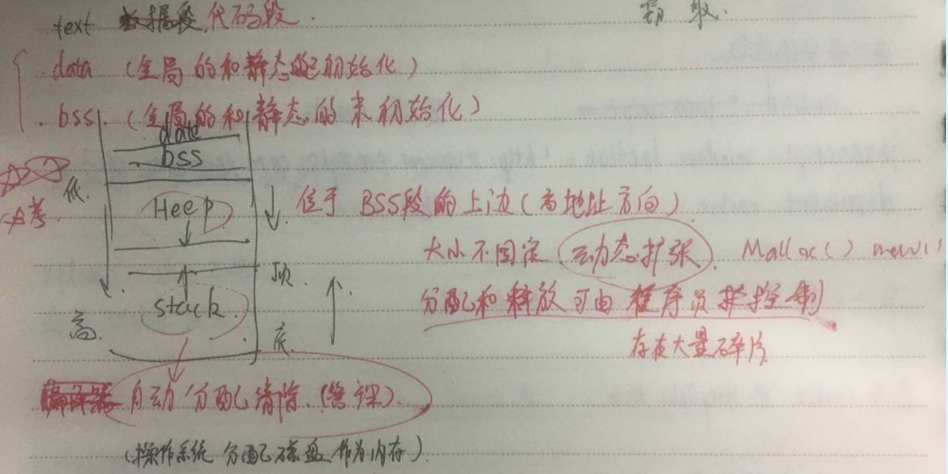 text 数据段,代码段.
data (全局的和静态的已初始化)
bss (全局的和静态的未初始化)
data
bss
低
必考
Heep
位于 BSS段的上边(高地址方向)
大小不固定(动态扩张). Malloc() new()
顶
stack
分配和释放可由程序员控制
高
底
存在大量碎片
自动分配清除.
(操作系统 分配磁盘 内存)